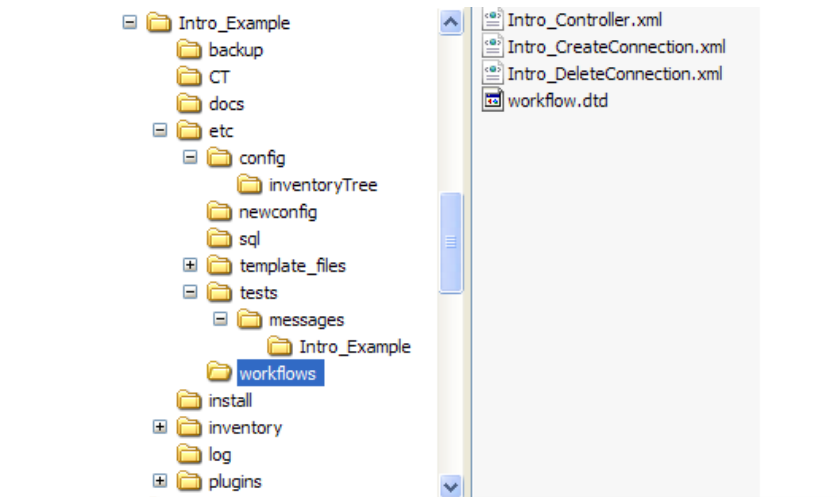 Intro_Example
backup
CT
docs
etc
config
inventoryTree
newconfig
sql
template_files
tests
messages
Intro_Example
workflows
install
inventory
log
plugins
Intro_Controller.xml
Intro_CreateConnection.xml
Intro_DeleteConnection.xml
workflow.dtd